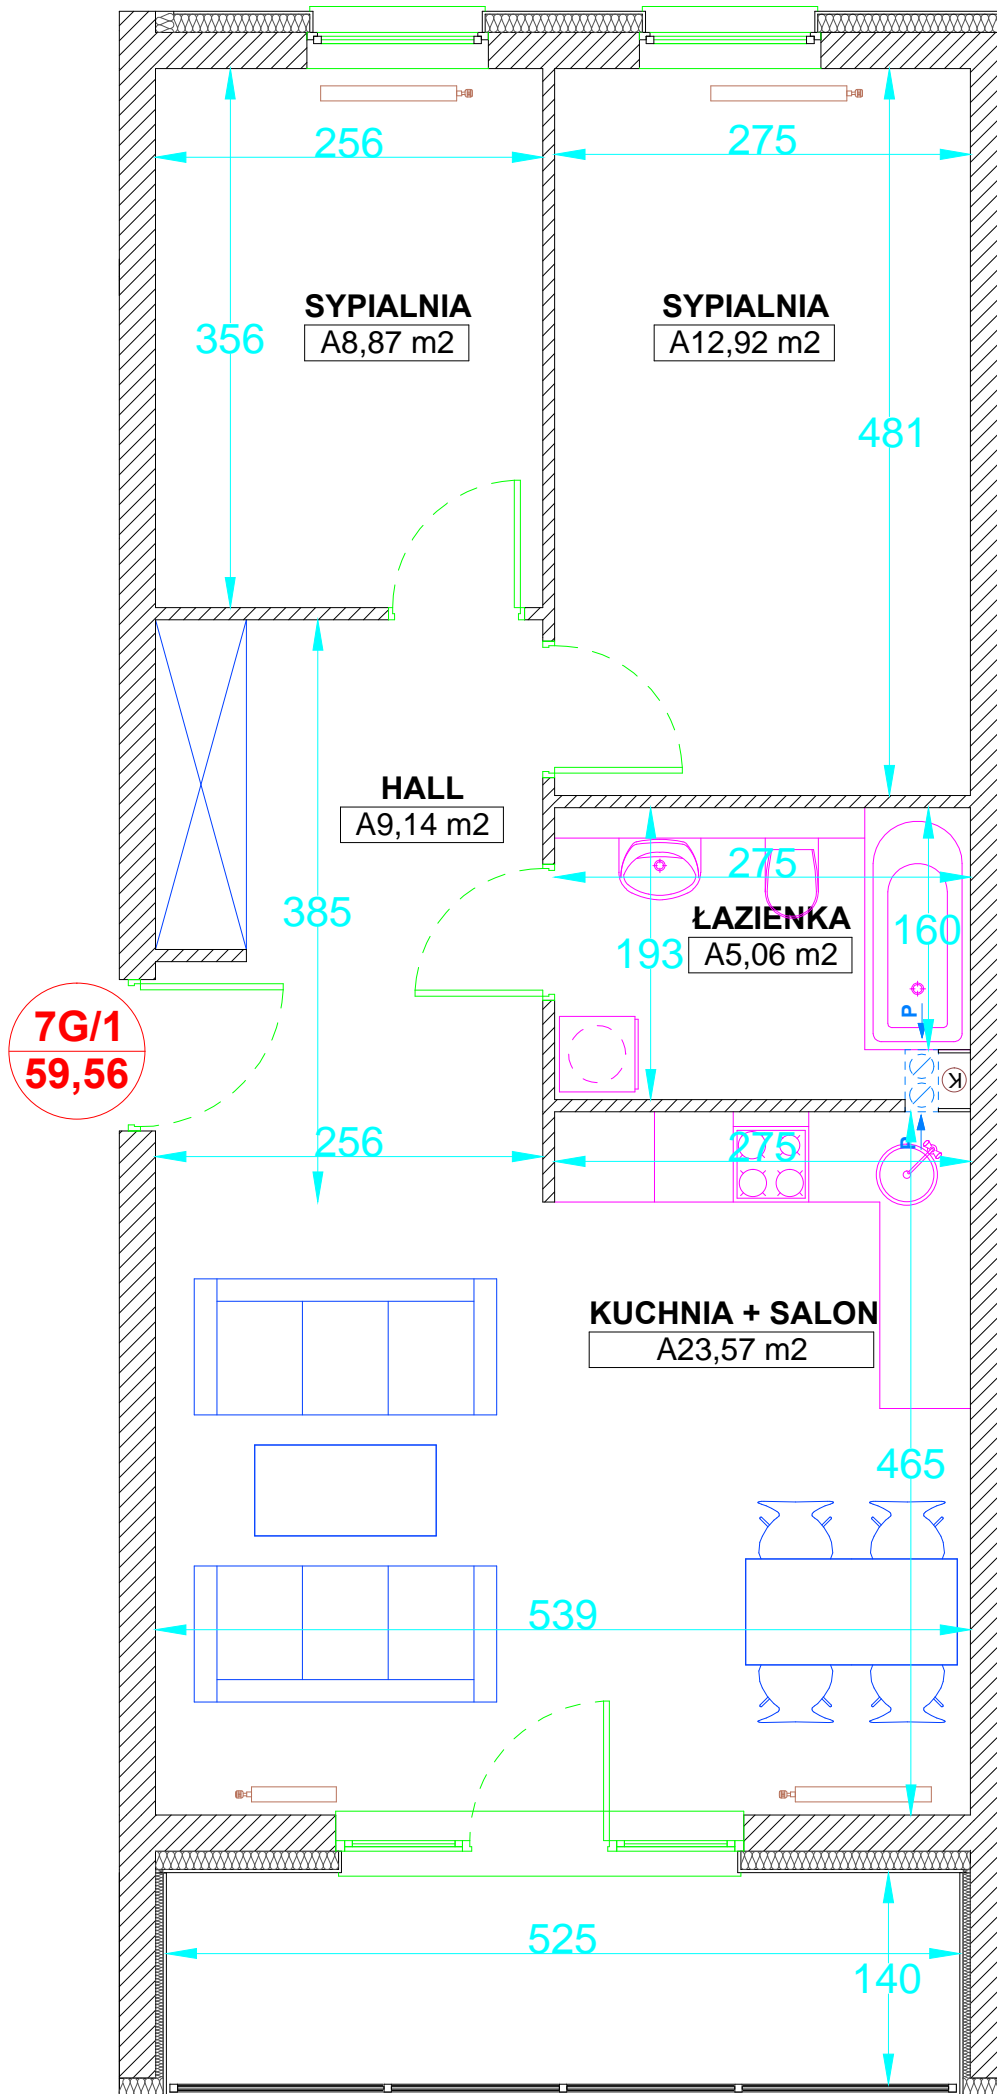 256
275
SYPIALNIA
A8,87 m2
SYPIALNIA
A12,92 m2
356
481
HALL
A9,14 m2
275
385
ŁAZIENKA
A5,06 m2
193
160
P
7G/1
59,56
K
P
256
275
KUCHNIA + SALON
A23,57 m2
465
539
525
140